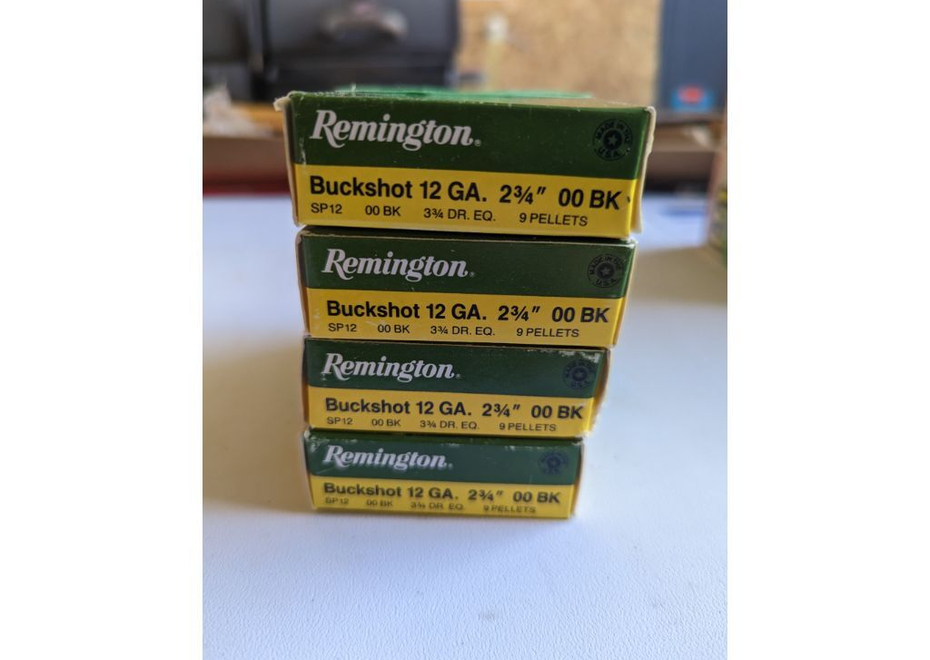 Remington®
MADE IN THE
U.S.A.
Buckshot 12 GA. 2¾" 00 BK
SP12 00 BK 3¾ DR. EQ. 9 PELLETS
Remington®
Buckshot 12 GA. 2¾" 00 BK
SP12 00 BK 3¾ DR. EQ. 9 PELLETS
Remington®
Buckshot 12 GA. 2¾" 00 BK
SP12 00 BK 3¾ DR. EQ. 9 PELLETS
Remington®
Buckshot 12 GA. 2¾" 00 BK
SP12 00 BK 3¾ DR. EQ. 9 PELLETS